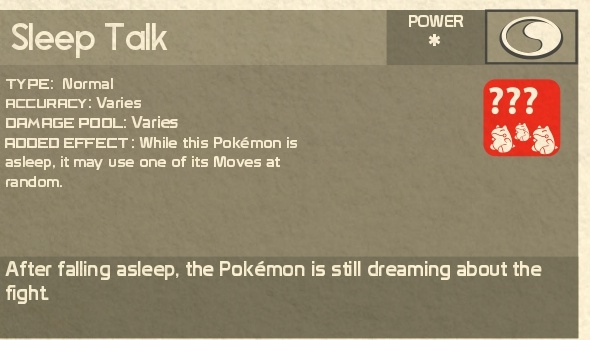 Sleep Talk
POWER
*
TYPE: Normal
ACCURACY: Varies
DAMAGE POOL: Varies
ADDED EFFECT: While this Pokémon is
asleep, it may use one of its Moves at
random.
???
After falling asleep, the Pokémon is still dreaming about the
fight.